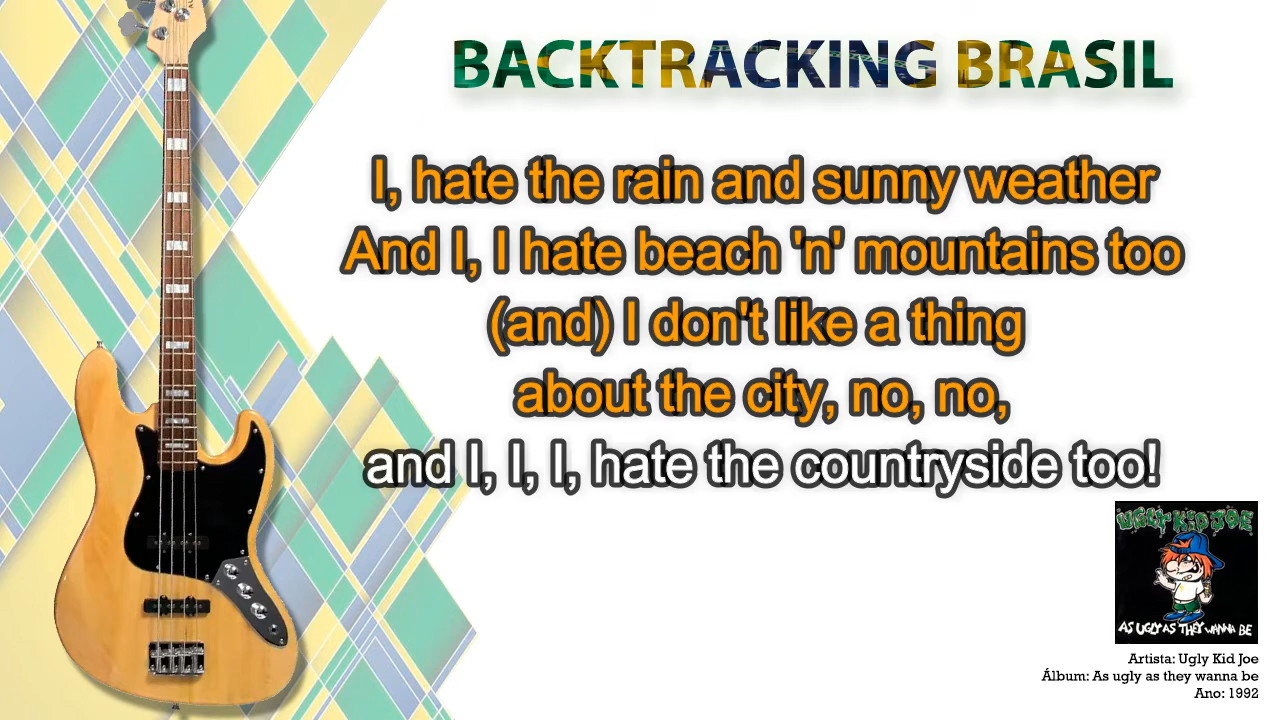 BACKTRACKING BRASIL
I, hate the rain and sunny weather
And I, I hate beach 'n' mountains too
(and) I don't like a thing
about the city, no, no,
and I, I, I, hate the countryside too!
UGLY KID JOE
AS UGLY AS THEY WANNA BE
Artista: Ugly Kid Joe
Álbum: As ugly as they wanna be
Ano: 1992